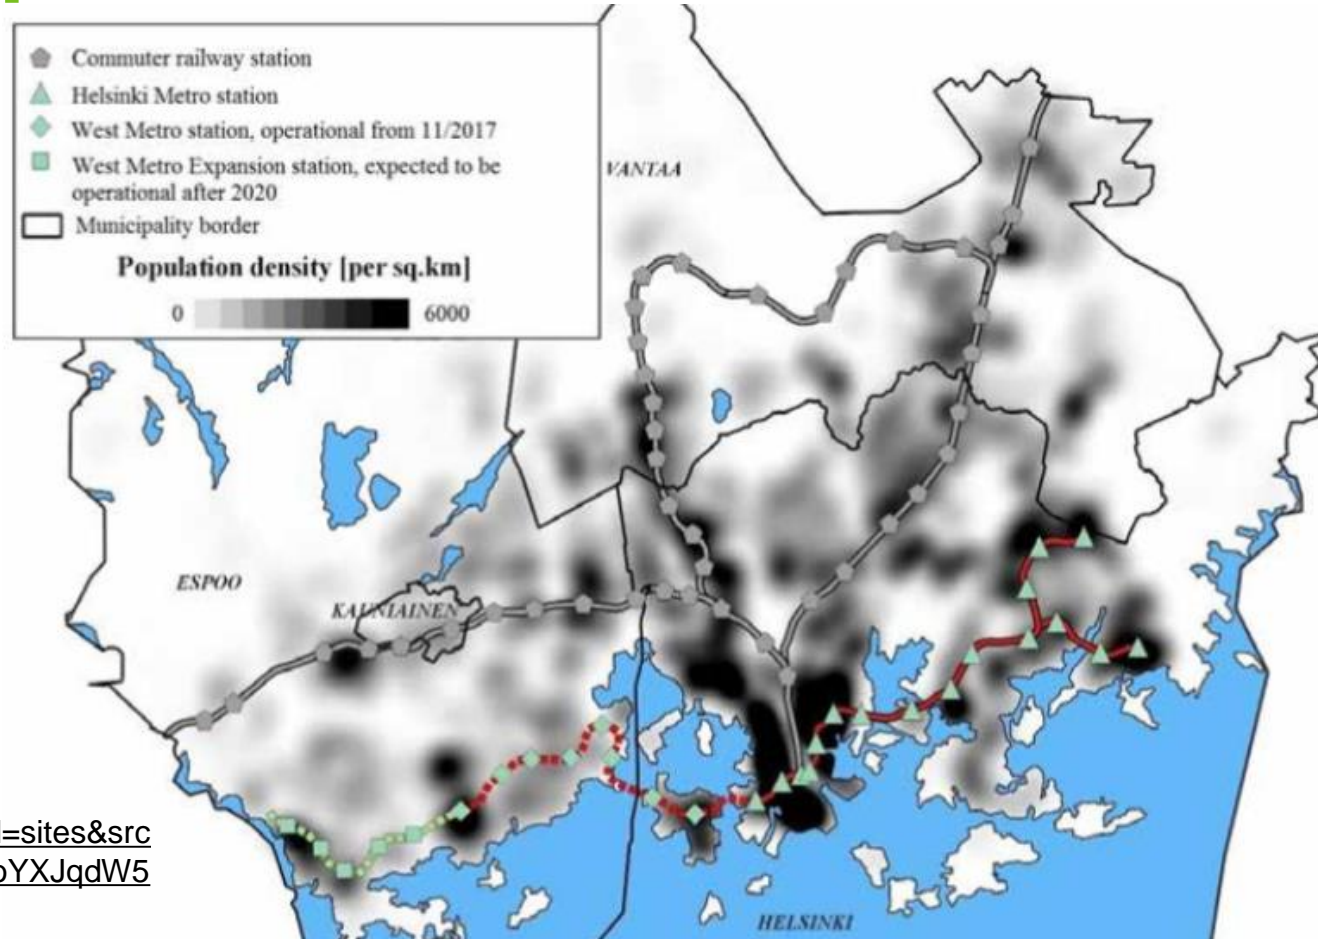 Commuter railway station
Helsinki Metro station
West Metro station, operational from 11/2017
West Metro Expansion station, expected to be
operational after 2020
Municipality border
Population density [per sq.km]
0 6000
VANTAA
ESPOO
KAUNIAINEN
=sites&src
YXJqdW5
HELSINKI